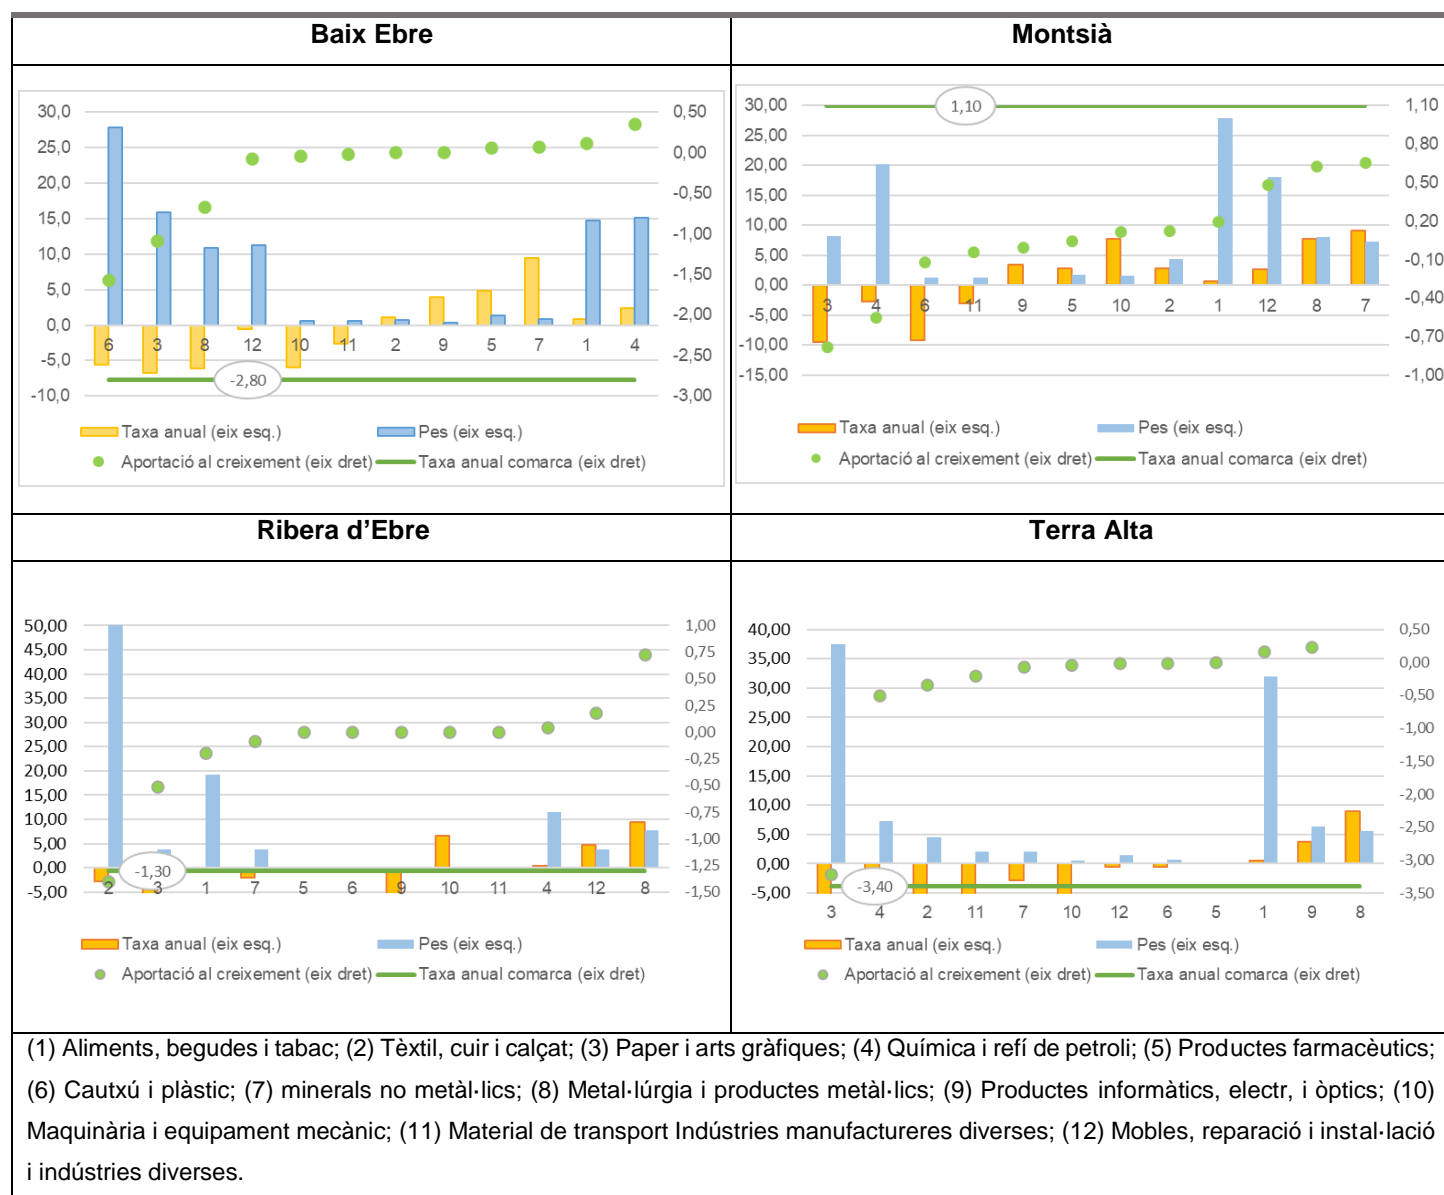 Baix Ebre
30,0
25,0
20,0
15,0
10,0
5,0
0,0
-5,0
-10,0
0,50
0,00
-0,50
-1,00
-1,50
-2,00
-2,50
-3,00
6 3 8 12 10 11 2 9 5 7 1 4
-2,80
Taxa anual (eix esq.)
Pes (eix esq.)
Aportació al creixement (eix dret)
Taxa anual comarca (eix dret)
Montsià
30,00
25,00
20,00
15,00
10,00
5,00
0,00
-5,00
-10,00
-15,00
1,10
0,80
0,50
0,20
-0,10
-0,40
-0,70
-1,00
1,10
3 4 6 11 9 5 10 2 1 12 8 7
Taxa anual (eix esq.)
Pes (eix esq.)
Aportació al creixement (eix dret)
Taxa anual comarca (eix dret)
Ribera d’Ebre
50,00
45,00
40,00
35,00
30,00
25,00
20,00
15,00
10,00
5,00
0,00
-5,00
1,00
0,75
0,50
0,25
0,00
-0,25
-0,50
-0,75
-1,00
-1,25
-1,50
-1,30
2 3 1 7 5 6 9 10 11 4 12 8
Taxa anual (eix esq.)
Pes (eix esq.)
Aportació al creixement (eix dret)
Taxa anual comarca (eix dret)
Terra Alta
40,00
35,00
30,00
25,00
20,00
15,00
10,00
5,00
0,00
-5,00
0,50
0,00
-0,50
-1,00
-1,50
-2,00
-2,50
-3,00
-3,50
-3,40
3 4 2 11 7 10 12 6 5 1 9 8
Taxa anual (eix esq.)
Pes (eix esq.)
Aportació al creixement (eix dret)
Taxa anual comarca (eix dret)
(1) Aliments, begudes i tabac; (2) Tèxtil, cuir i calçat; (3) Paper i arts gràfiques; (4) Química i refí de petroli; (5) Productes farmacèutics;
(6) Cautxú i plàstic; (7) minerals no metàl·lics; (8) Metal·lúrgia i productes metàl·lics; (9) Productes informàtics, electr, i òptics; (10)
Maquinària i equipament mecànic; (11) Material de transport Indústries manufactureres diverses; (12) Mobles, reparació i instal·lació
i indústries diverses.